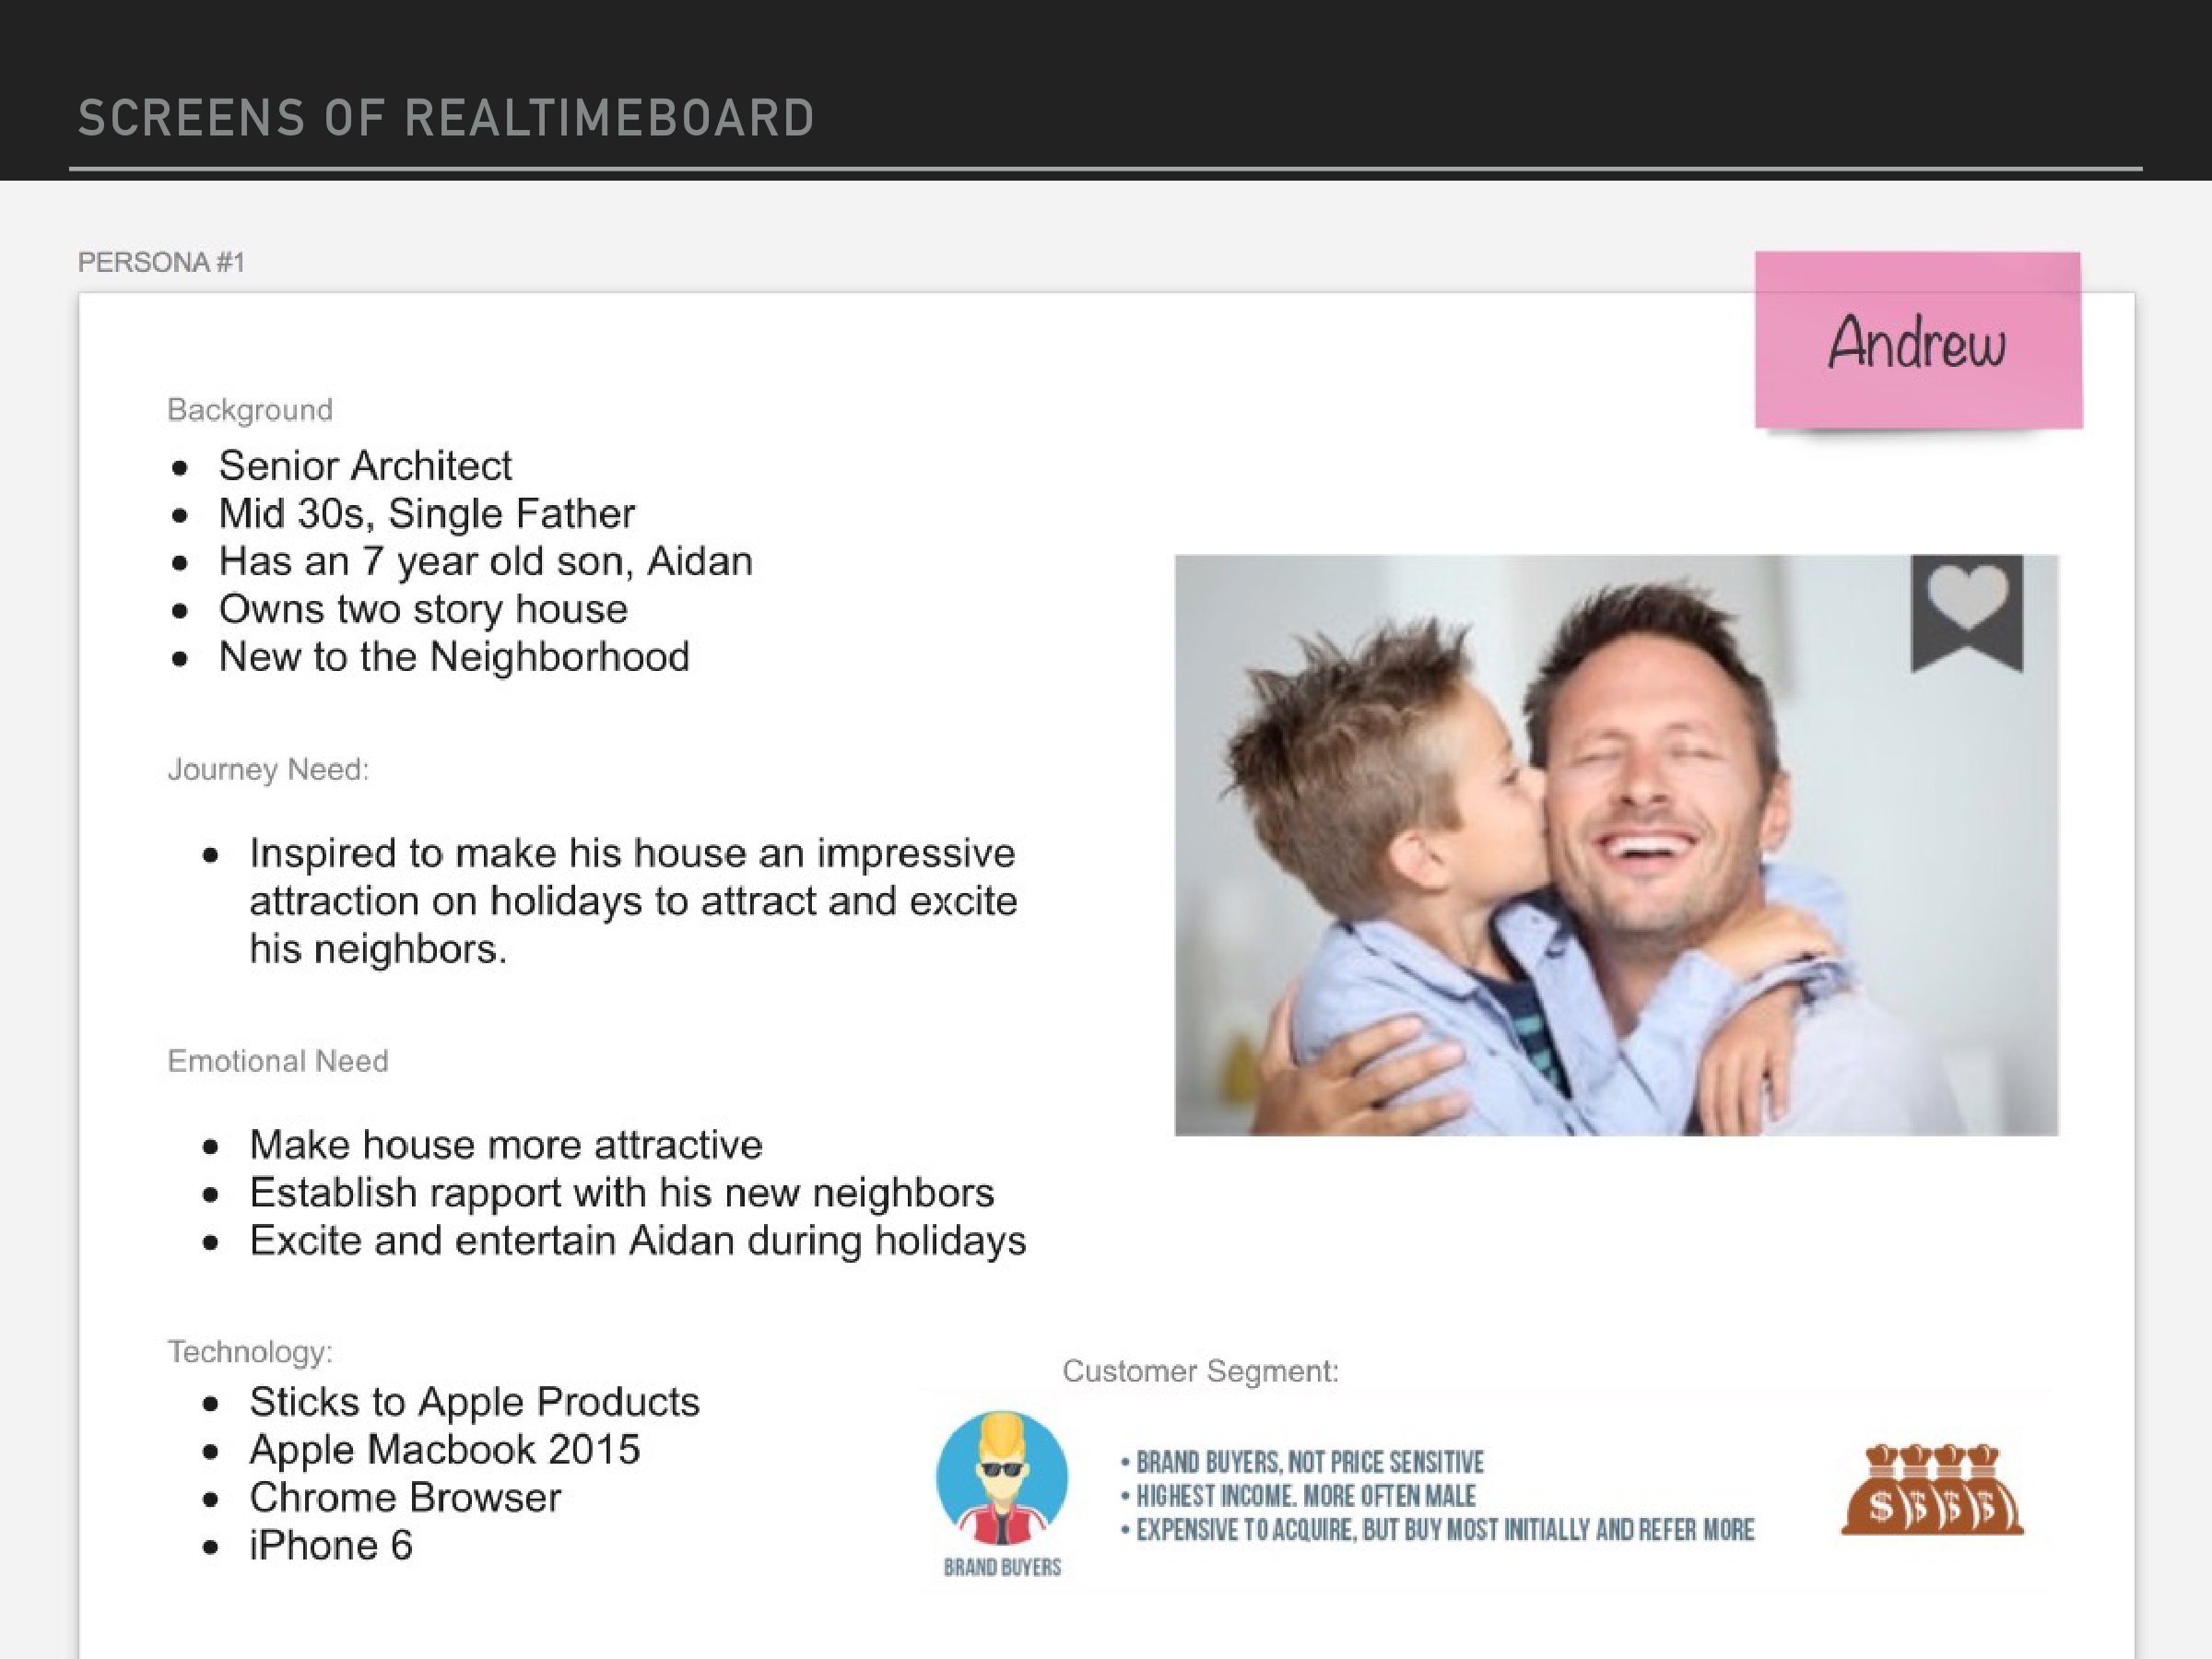 SCREENS OF REALTIMEBOARD
PERSONA #1
Andrew
Background
• Senior Architect
• Mid 30s, Single Father
• Has an 7 year old son, Aidan
• Owns two story house
• New to the Neighborhood
Journey Need:
• Inspired to make his house an impressive
attraction on holidays to attract and excite
his neighbors.
Emotional Need
• Make house more attractive
• Establish rapport with his new neighbors
• Excite and entertain Aidan during holidays
Technology:
• Sticks to Apple Products
• Apple Macbook 2015
• Chrome Browser
• iPhone 6
Customer Segment:
BRAND BUYERS
• BRAND BUYERS, NOT PRICE SENSITIVE
• HIGHEST INCOME. MORE OFTEN MALE
• EXPENSIVE TO ACQUIRE, BUT BUY MOST INITIALLY AND REFER MORE
$ $ $ $